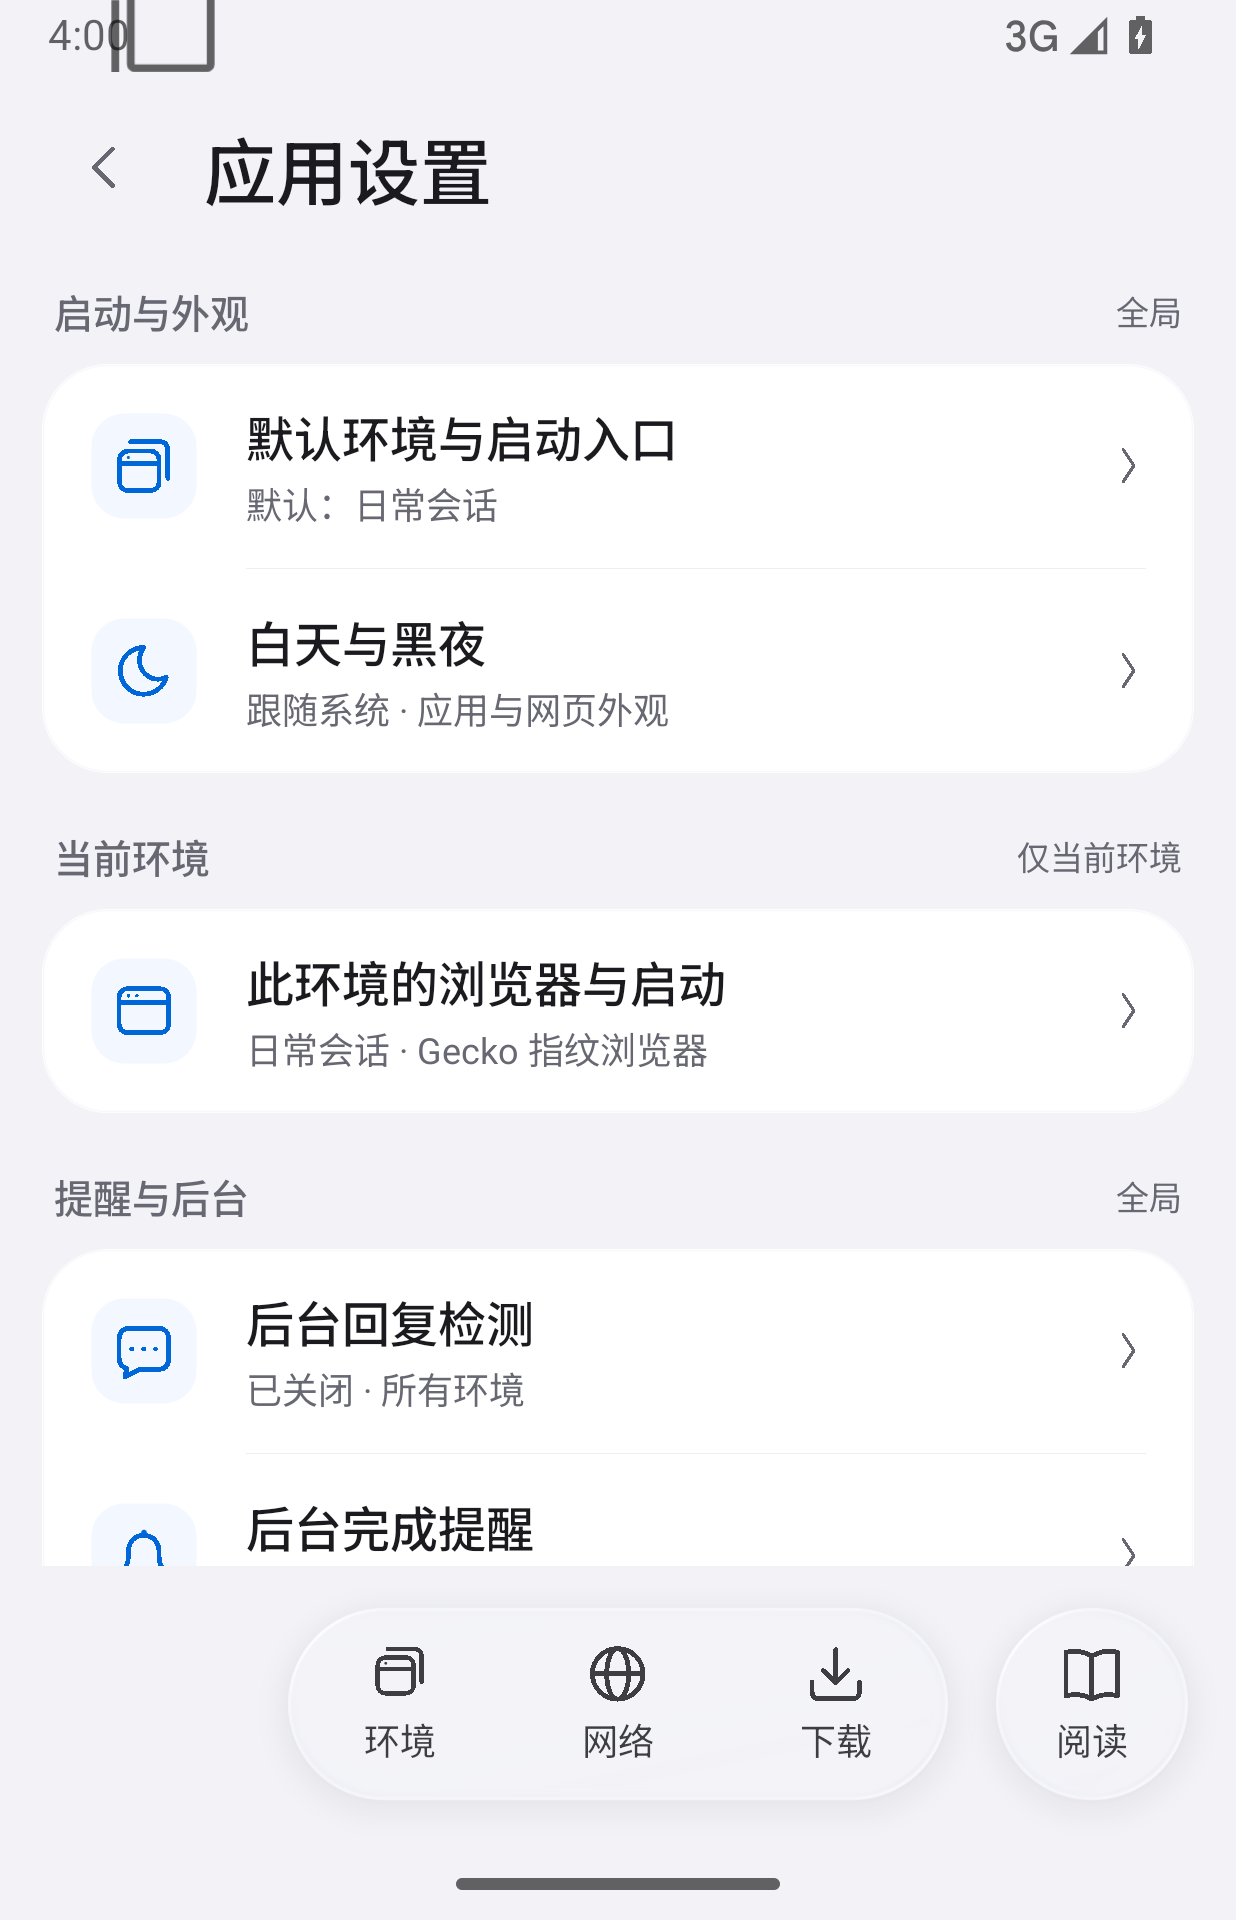 4:00
3G
应用设置
启动与外观
全局
默认环境与启动入口
默认：日常会话
白天与黑夜
跟随系统 · 应用与网页外观
当前环境
仅当前环境
此环境的浏览器与启动
日常会话 · Gecko 指纹浏览器
提醒与后台
全局
后台回复检测
已关闭 · 所有环境
后台完成提醒
环境
网络
下载
阅读